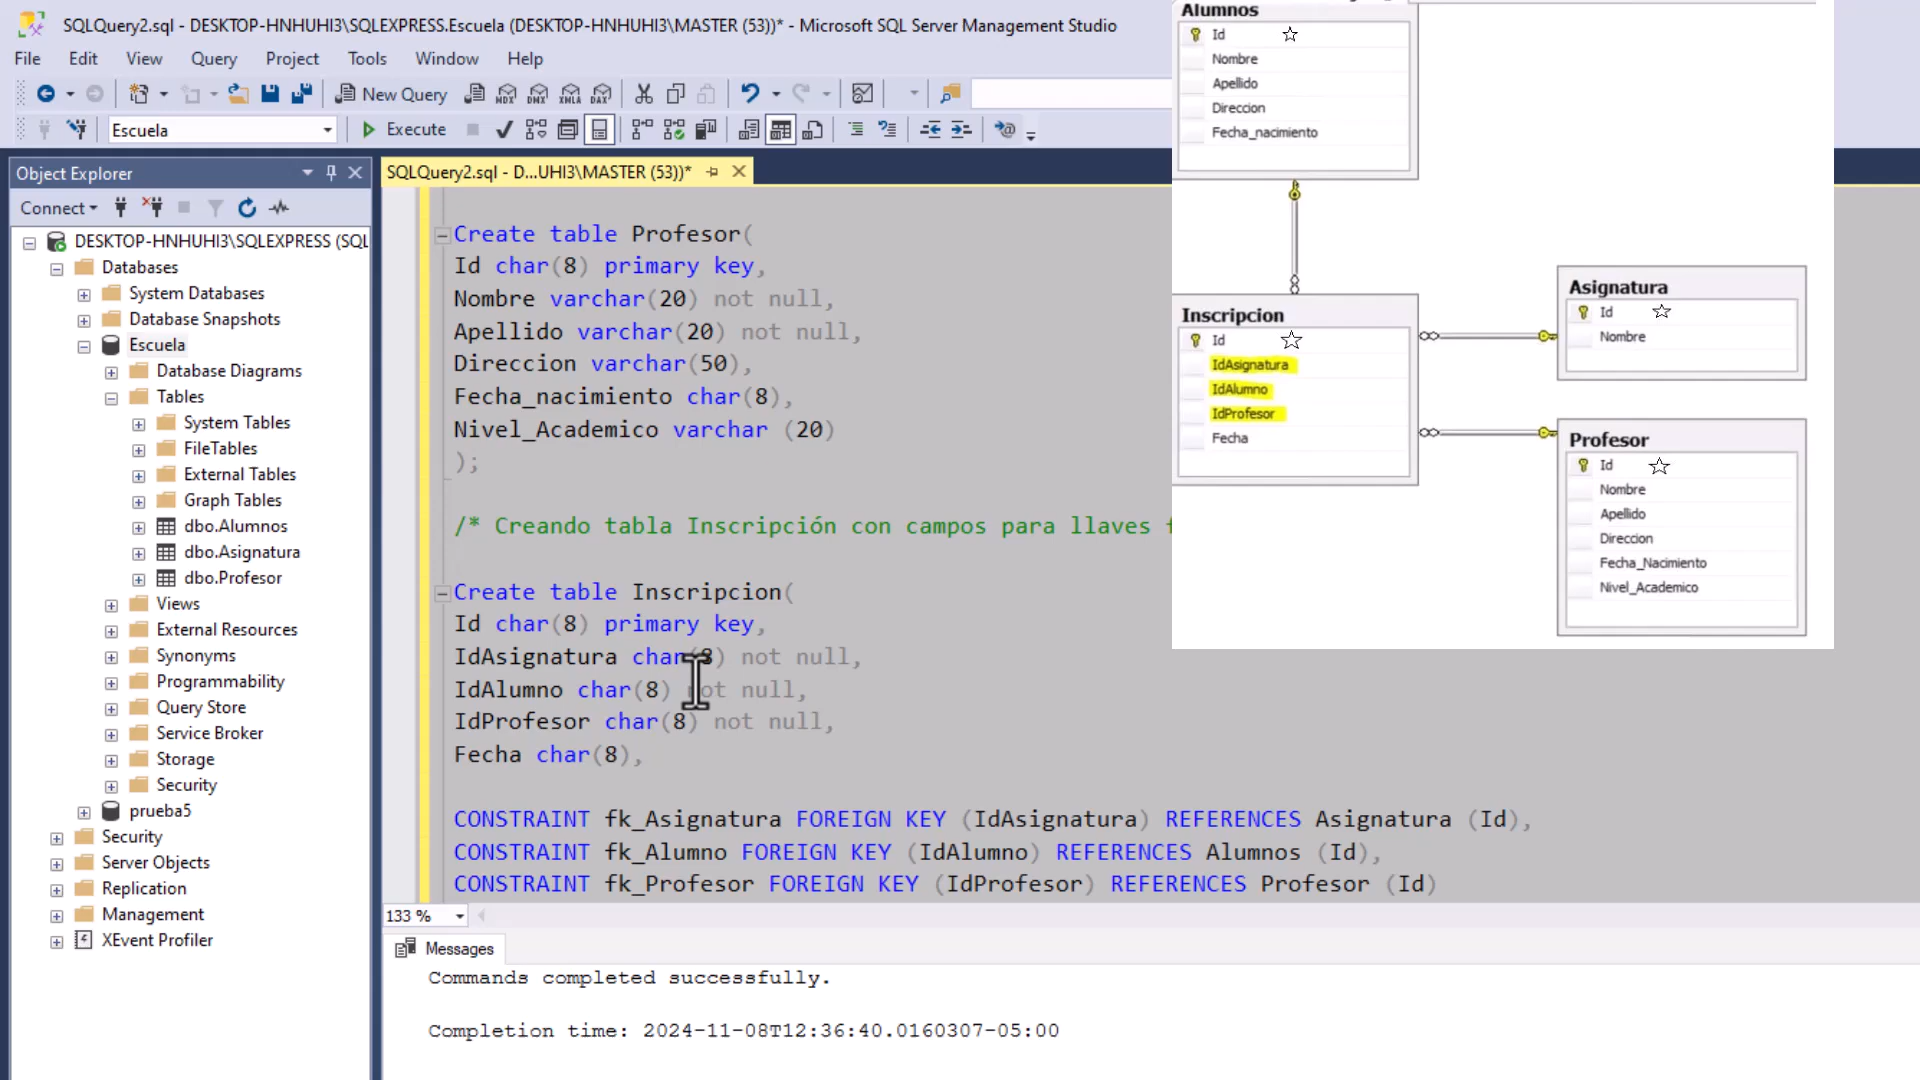 SQLQuery2.sql - DESKTOP-HNHUHI3\SQLEXPRESS.Escuela (DESKTOP-HNHUHI3\MASTER (53))* - Microsoft SQL Server Management Studio
File Edit View Query Project Tools Window Help
New Query
MDX DMX XMLA DAX
Escuela
Execute
Object Explorer
Connect
DESKTOP-HNHUHI3\SQLEXPRESS (SQL
Databases
System Databases
Database Snapshots
Escuela
Database Diagrams
Tables
System Tables
FileTables
External Tables
Graph Tables
dbo.Alumnos
dbo.Asignatura
dbo.Profesor
Views
External Resources
Synonyms
Programmability
Query Store
Service Broker
Storage
Security
prueba5
Security
Server Objects
Replication
Management
XEvent Profiler
SQLQuery2.sql - D...UHI3\MASTER (53))*
Create table Profesor(
Id char(8) primary key,
Nombre varchar(20) not null,
Apellido varchar(20) not null,
Direccion varchar(50),
Fecha_nacimiento char(8),
Nivel_Academico varchar (20)
);
/* Creando tabla Inscripción con campos para llaves
Create table Inscripcion(
Id char(8) primary key,
IdAsignatura char(8) not null,
IdAlumno char(8) not null,
IdProfesor char(8) not null,
Fecha char(8),
CONSTRAINT fk_Asignatura FOREIGN KEY (IdAsignatura) REFERENCES Asignatura (Id),
CONSTRAINT fk_Alumno FOREIGN KEY (IdAlumno) REFERENCES Alumnos (Id),
CONSTRAINT fk_Profesor FOREIGN KEY (IdProfesor) REFERENCES Profesor (Id)
133 %
Messages
Commands completed successfully.
Completion time: 2024-11-08T12:36:40.0160307-05:00
Alumnos
Id
Nombre
Apellido
Direccion
Fecha_nacimiento
Inscripcion
Id
IdAsignatura
IdAlumno
IdProfesor
Fecha
Asignatura
Id
Nombre
Profesor
Id
Nombre
Apellido
Direccion
Fecha_Nacimiento
Nivel_Academico